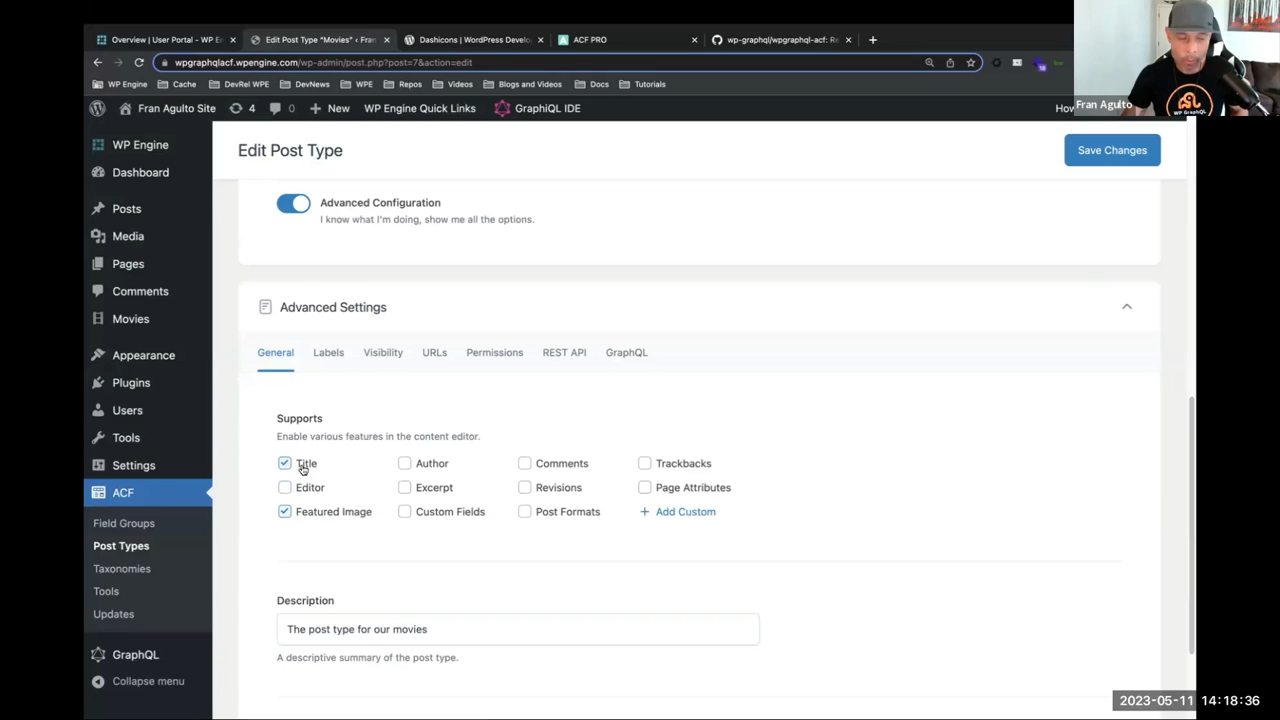 Overview | User Portal - WP En
Edit Post Type "Movies" ‹ Fran
Dashicons | WordPress Develo
ACF PRO
wp-graphql/wpgraphql-acf: Re
wpgraphqlacf.wpengine.com/wp-admin/post.php?post=7&action=edit
WP Engine
Cache
DevRel WPE
DevNews
WPE
Repos
Videos
Blog and Videos
Docs
Tutorials
Fran Agulto Site
4
0
New
WP Engine Quick Links
GraphiQL IDE
Fran Agulto
WP GraphQL
WP Engine
Dashboard
Posts
Media
Pages
Comments
Movies
Appearance
Plugins
Users
Tools
Settings
ACF
Field Groups
Post Types
Taxonomies
Tools
Updates
GraphQL
Collapse menu
Edit Post Type
Save Changes
Advanced Configuration
I know what I'm doing, show me all the options.
Advanced Settings
General Labels Visibility URLs Permissions REST API GraphQL
Supports
Enable various features in the content editor.
Title Author Comments Trackbacks
Editor Excerpt Revisions Page Attributes
Featured Image Custom Fields Post Formats + Add Custom
Description
The post type for our movies
A descriptive summary of the post type.
2023-05-11 14:18:36